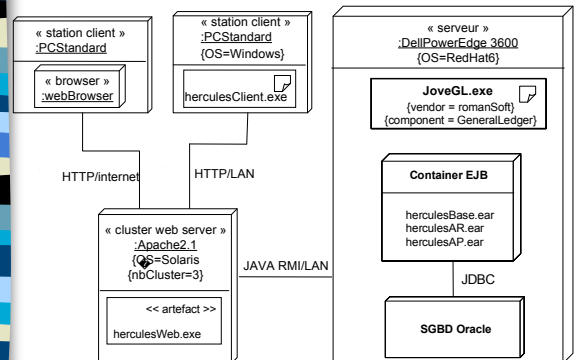 « station client »
:PCStandard
« browser »
:webBrowser
« station client »
:PCStandard
{OS=Windows}
herculesClient.exe
« serveur »
:DellPowerEdge 3600
{OS=RedHat6}
JoveGL.exe
{vendor = romanSoft}
{component = GeneralLedger}
Container EJB
herculesBase.ear
herculesAR.ear
herculesAP.ear
JDBC
SGBD Oracle
HTTP/internet
HTTP/LAN
« cluster web server »
:Apache2.1
{OS=Solaris
{nbCluster=3}
<< artefact >>
herculesWeb.exe
JAVA RMI/LAN